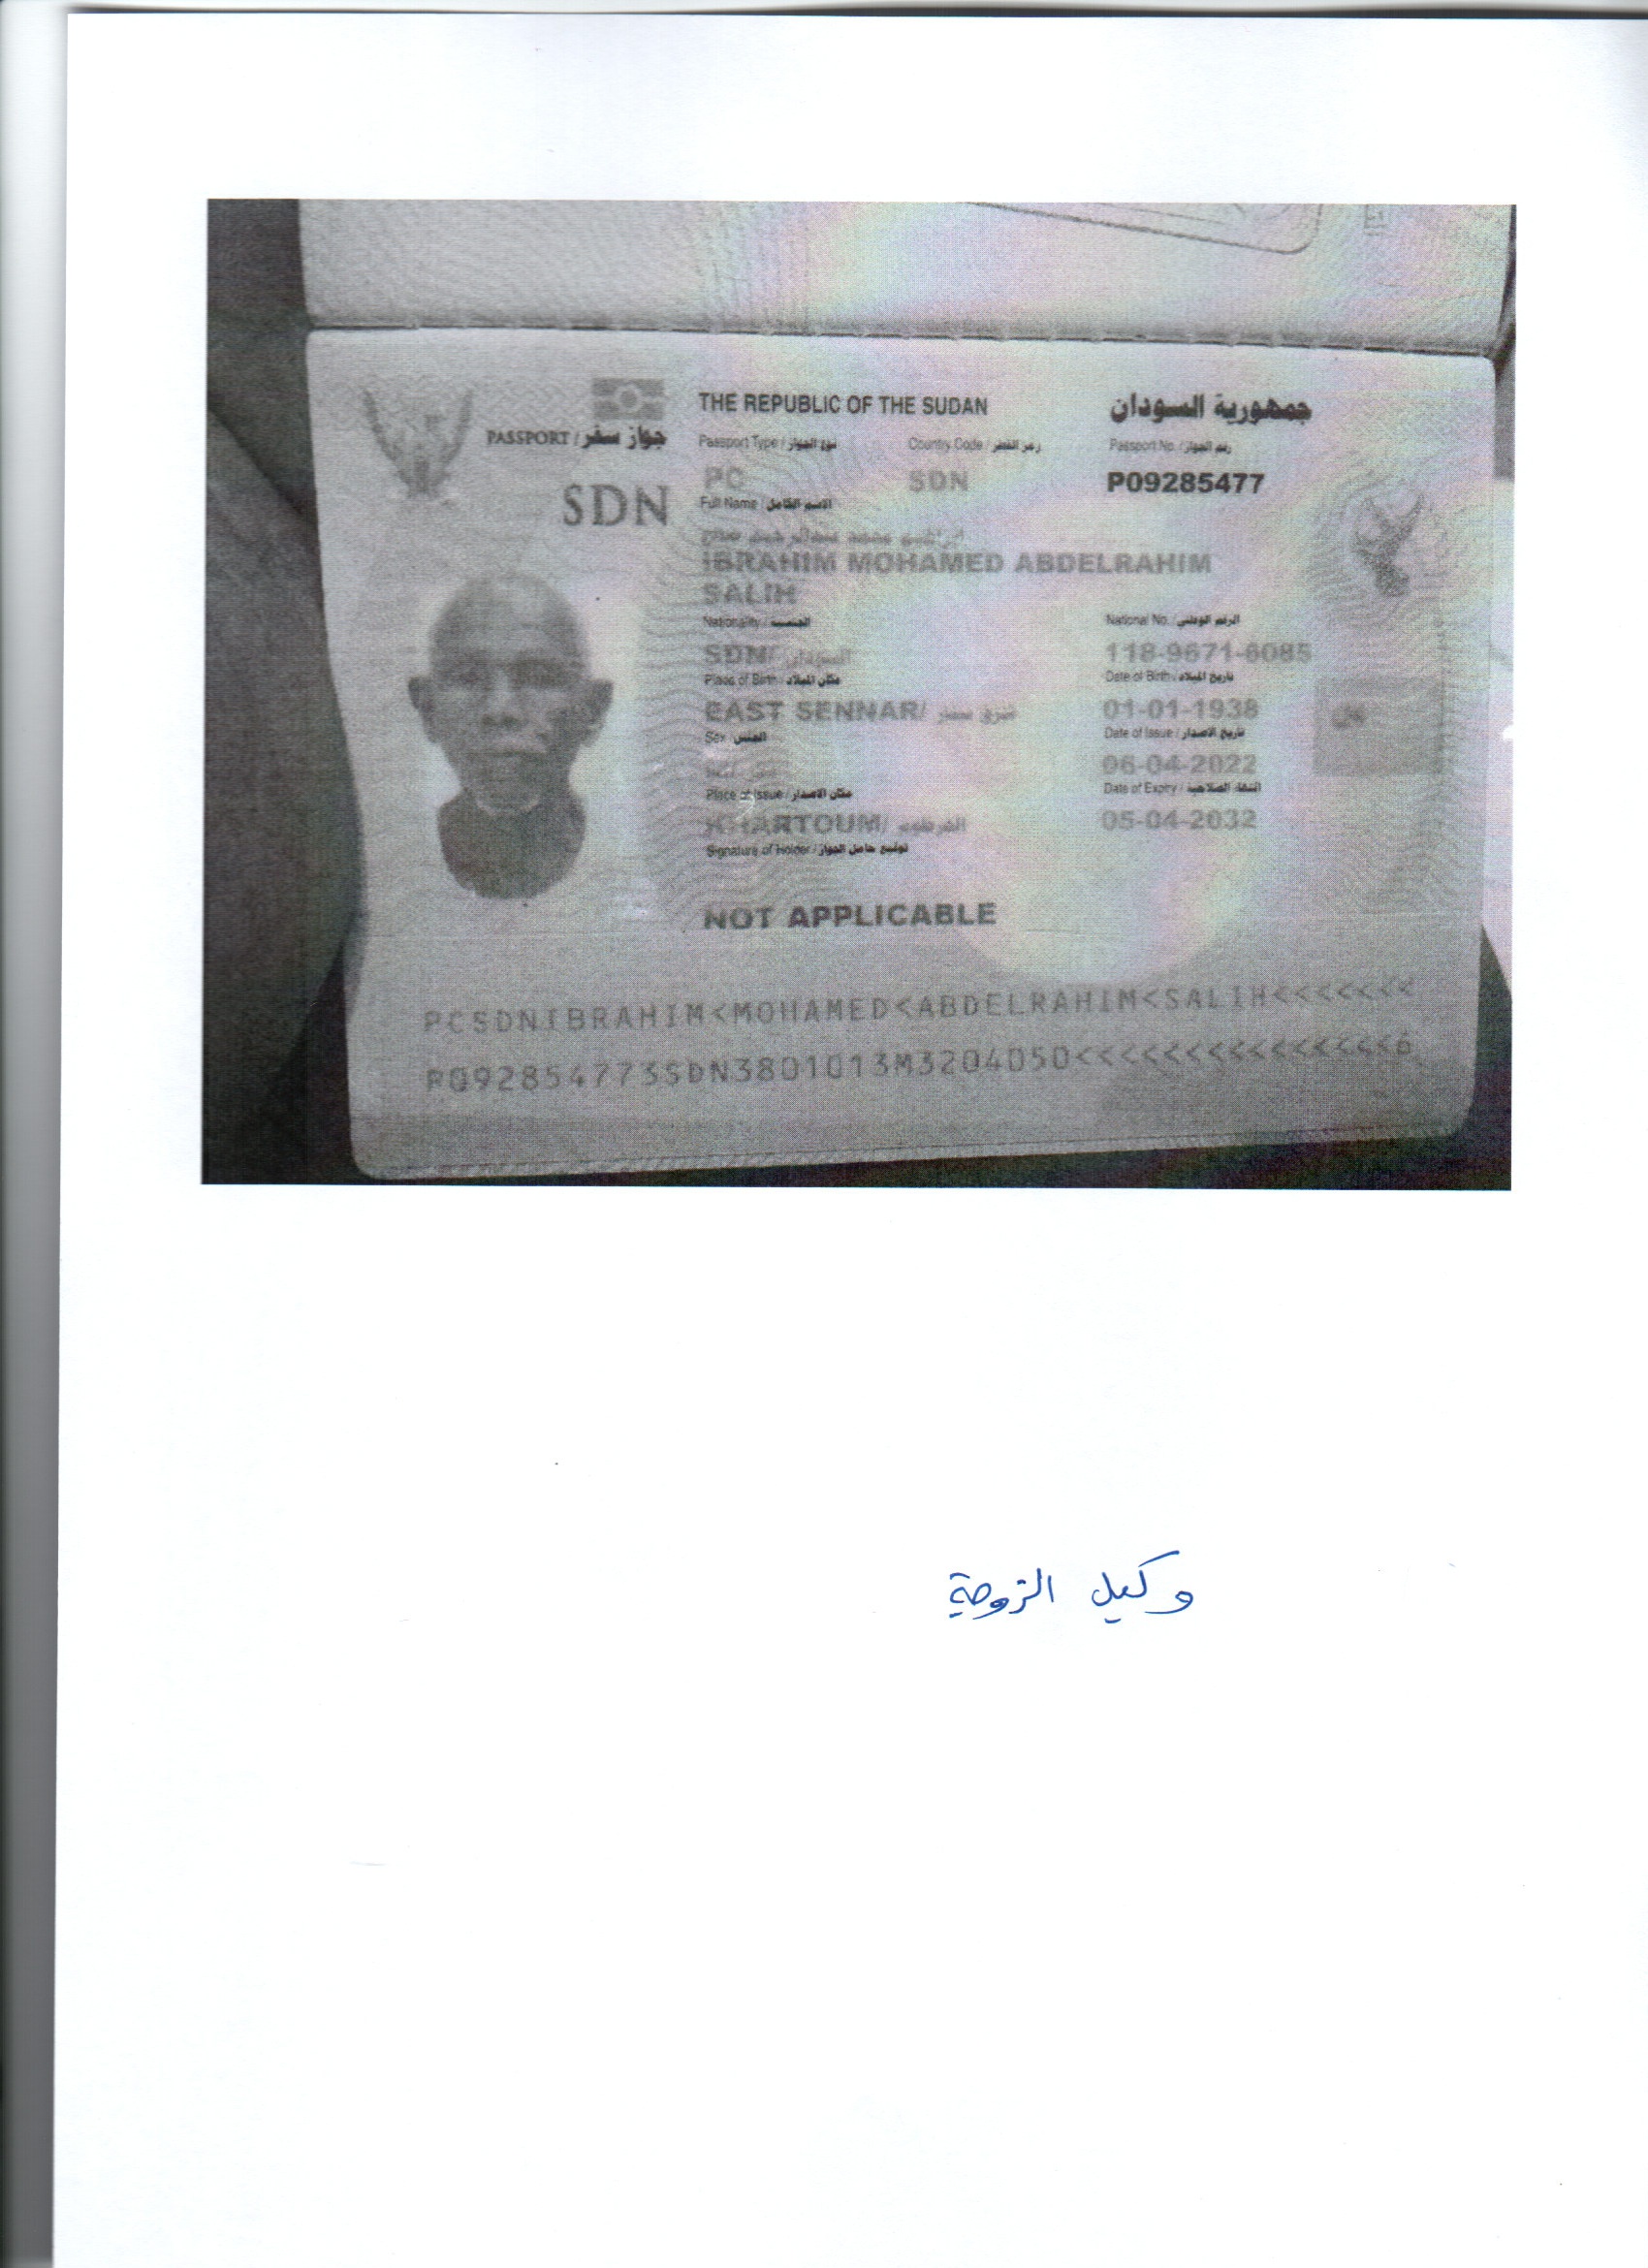 THE REPUBLIC OF THE SUDAN جمهورية السودان
PASSPORT / جواز سفر
Passport Type / نوع الجواز Country Code / رمز القطر Passport No. / رقم الجواز
PC SDN P09285477
SDN
Full Name / الاسم الكامل
ابراهيم محمد عبدالرحيم صالح
IBRAHIM MOHAMED ABDELRAHIM
SALIH
Nationality / الجنسية National No. / الرقم الوطني
SDN/ السودان 118-9671-6085
Place of Birth / مكان الميلاد Date of Birth / تاريخ الميلاد
EAST SENNAR/ شرق سنار 01-01-1938
Sex / الجنس Date of Issue / تاريخ الاصدار
06-04-2022
Place of Issue / مكان الاصدار Date of Expiry / انتهاء الصلاحية
KHARTOUM/ الخرطوم 05-04-2032
Signature of Holder / توقيع حامل الجواز
NOT APPLICABLE
PCSDNIBRAHIM<MOHAMED<ABDELRAHIM<SALIH<<<<<<<
P092854773SDN3801013M3204050<<<<<<<<<<<<<<<6
وكيل الزوجة